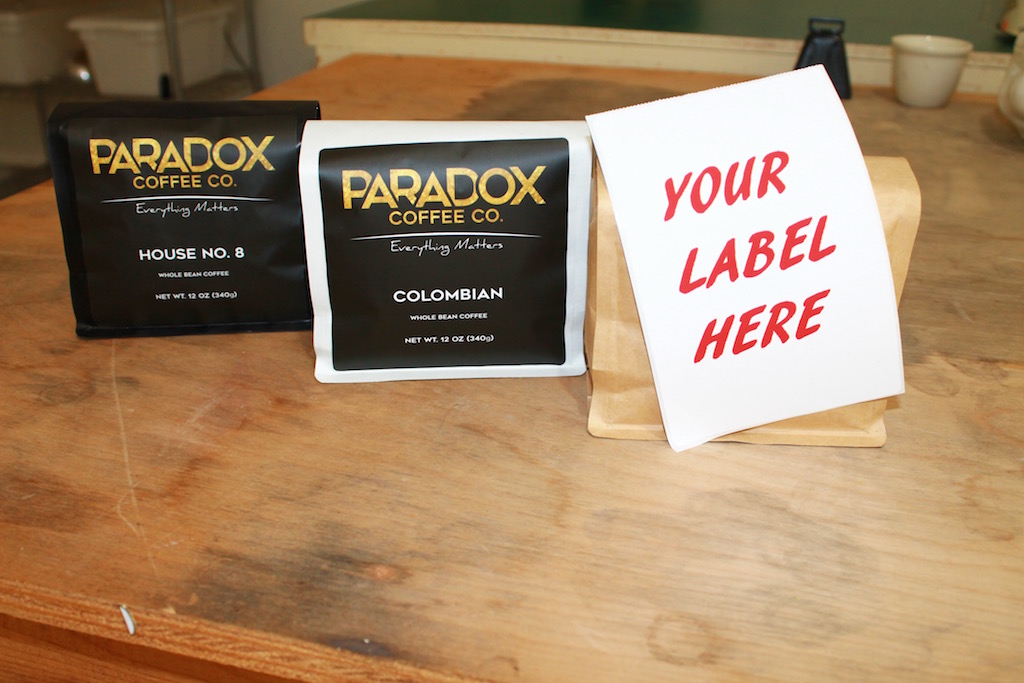 PARADOX
COFFEE CO.
Everything Matters
HOUSE NO. 8
WHOLE BEAN COFFEE
NET WT. 12 OZ (340g)
PARADOX
COFFEE CO.
Everything Matters
COLOMBIAN
WHOLE BEAN COFFEE
NET WT. 12 OZ (340g)
YOUR
LABEL
HERE